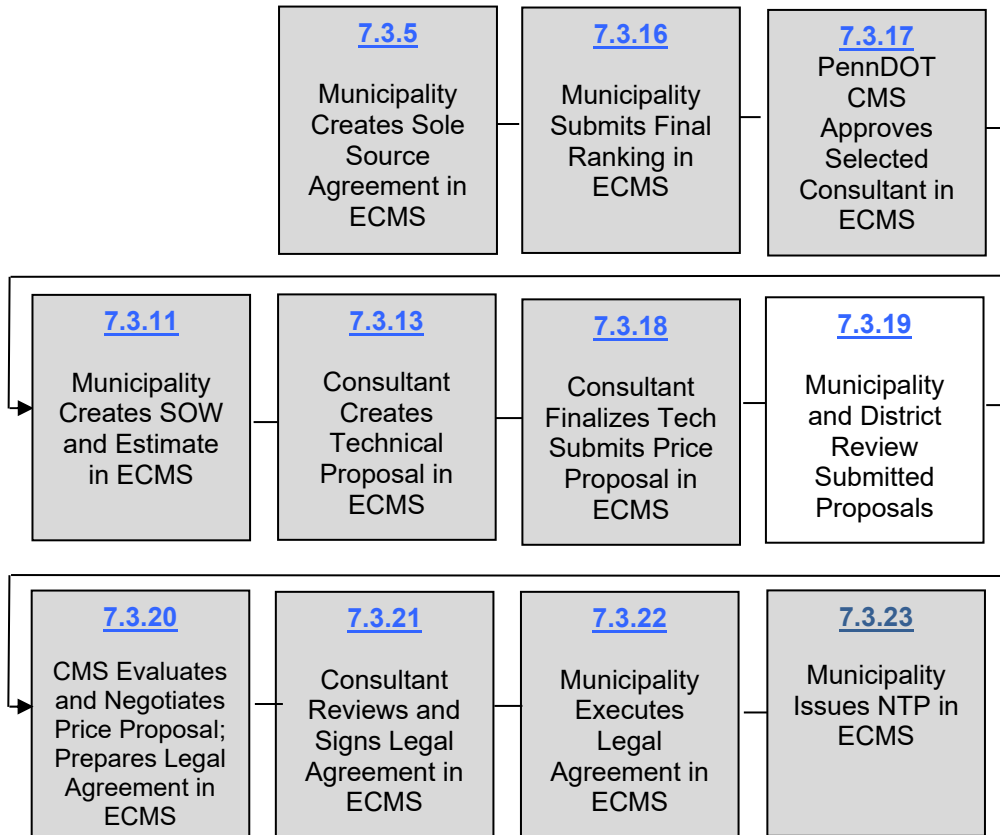 7.3.5
Municipality
Creates Sole
Source
Agreement in
ECMS
7.3.16
Municipality
Submits Final
Ranking in
ECMS
7.3.17
PennDOT
CMS
Approves
Selected
Consultant in
ECMS
7.3.11
Municipality
Creates SOW
and Estimate
in ECMS
7.3.13
Consultant
Creates
Technical
Proposal in
ECMS
7.3.18
Consultant
Finalizes Tech
Submits Price
Proposal in
ECMS
7.3.19
Municipality
and District
Review
Submitted
Proposals
7.3.20
CMS Evaluates
and Negotiates
Price Proposal;
Prepares Legal
Agreement in
ECMS
7.3.21
Consultant
Reviews and
Signs Legal
Agreement in
ECMS
7.3.22
Municipality
Executes
Legal
Agreement in
ECMS
7.3.23
Municipality
Issues NTP in
ECMS